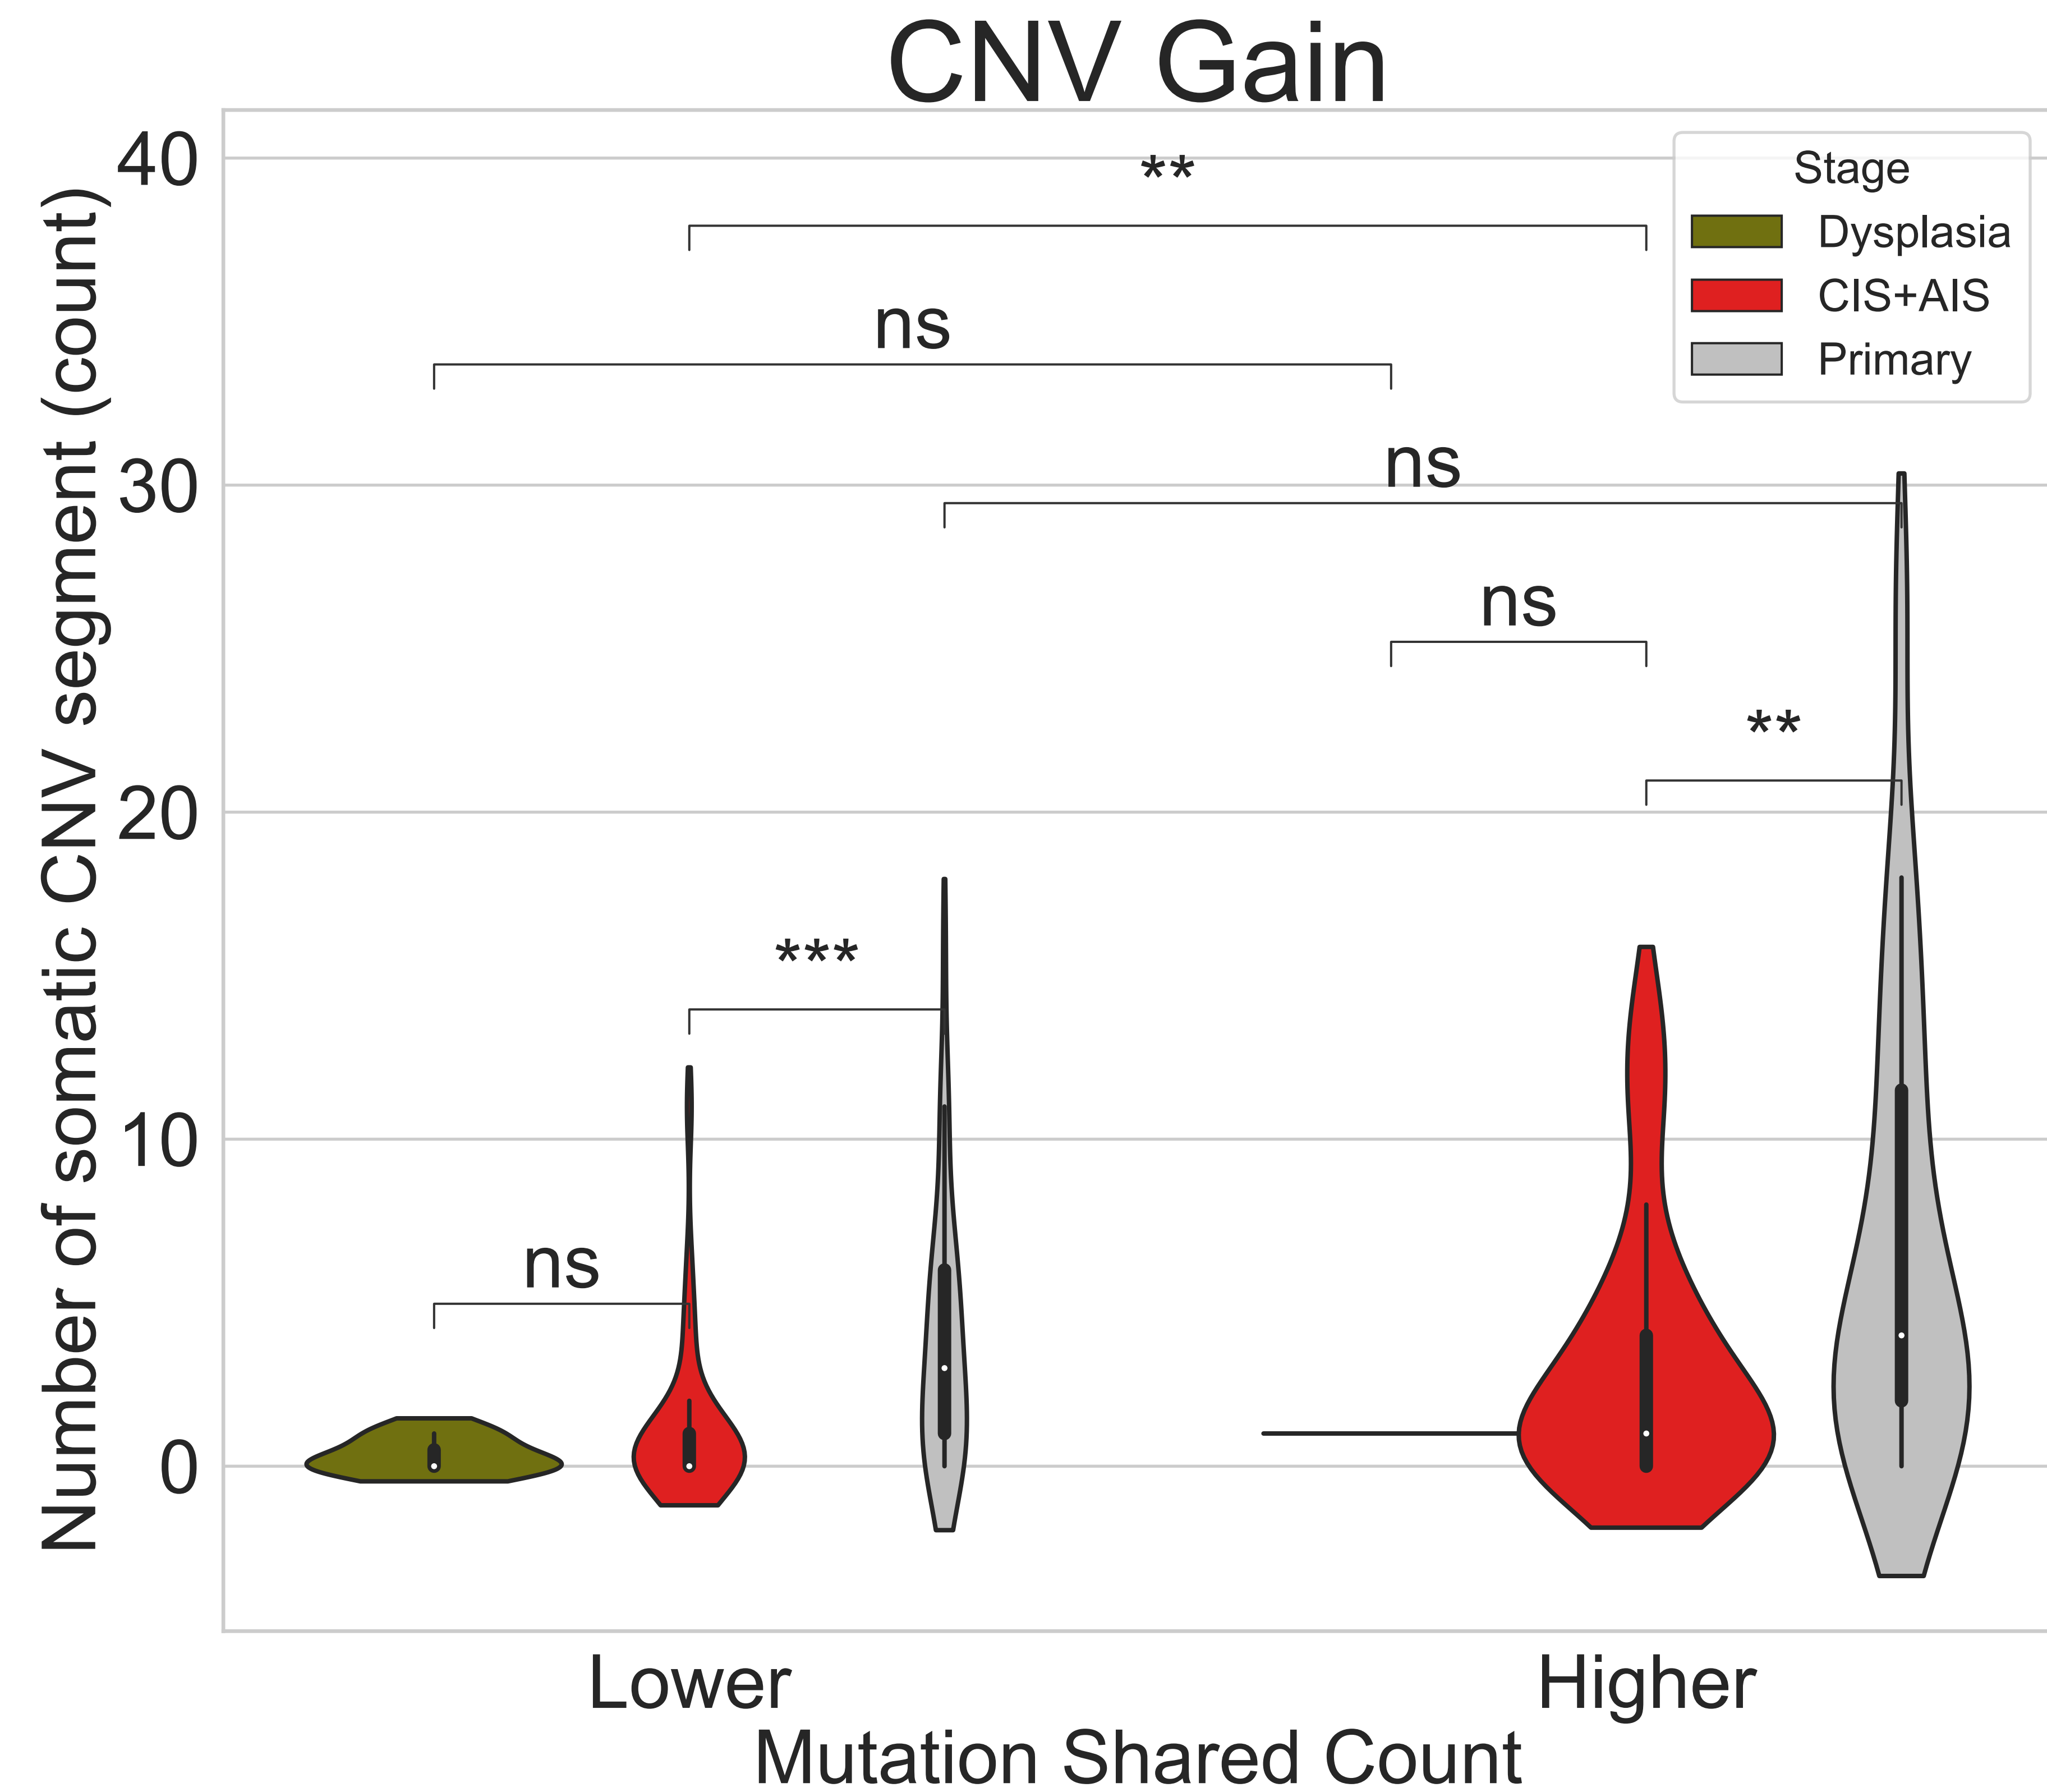 CNV Gain
Number of somatic CNV segment (count)
40
30
20
10
0
**
ns
ns
ns
**
***
ns
Stage
Dysplasia
CIS+AIS
Primary
Lower
Higher
Mutation Shared Count